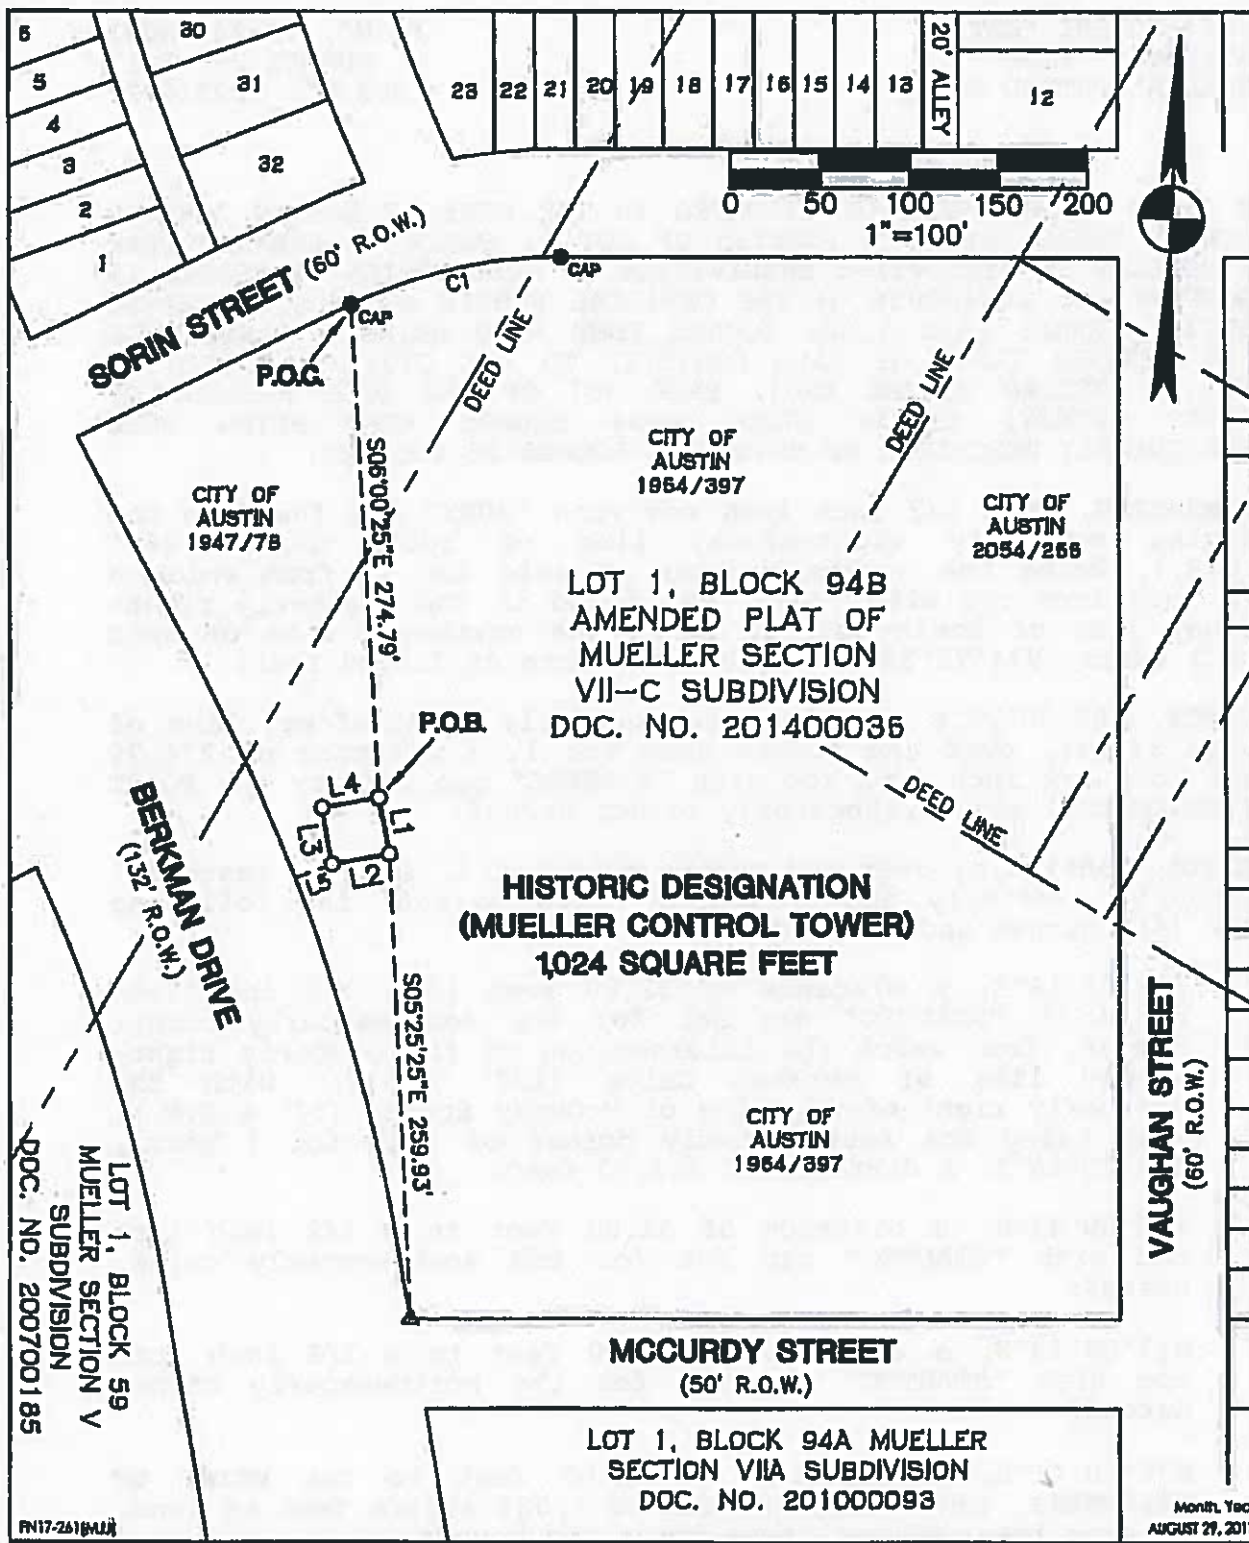 6
5
4
3
2
1
30
31
32
23 22 21 20 19 18 17 16 15 14 13
20' ALLEY
12
0 50 100 150 200
1"=100'
SORIN STREET (60' R.O.W.)
C1
CAP
CAP
P.O.C.
DEED LINE
DEED LINE
S06°00'25"E 274.79'
CITY OF
AUSTIN
1947/78
CITY OF
AUSTIN
1964/397
CITY OF
AUSTIN
2054/266
LOT 1, BLOCK 94B
AMENDED PLAT OF
MUELLER SECTION
VII-C SUBDIVISION
DOC. NO. 201400036
P.O.B.
L4
L1
L3
L2
L5
DEED LINE
BERKMAN DRIVE
(132' R.O.W.)
HISTORIC DESIGNATION
(MUELLER CONTROL TOWER)
1,024 SQUARE FEET
S05°25'25"E 259.93'
CITY OF
AUSTIN
1964/397
VAUGHAN STREET
(60' R.O.W.)
LOT 1, BLOCK 59
MUELLER SECTION V
SUBDIVISION
DOC. NO. 200700185
MCCURDY STREET
(50' R.O.W.)
LOT 1, BLOCK 94A MUELLER
SECTION VIIA SUBDIVISION
DOC. NO. 201000093
FN17-261(MJJ)
Month,
AUGUST 29, 201